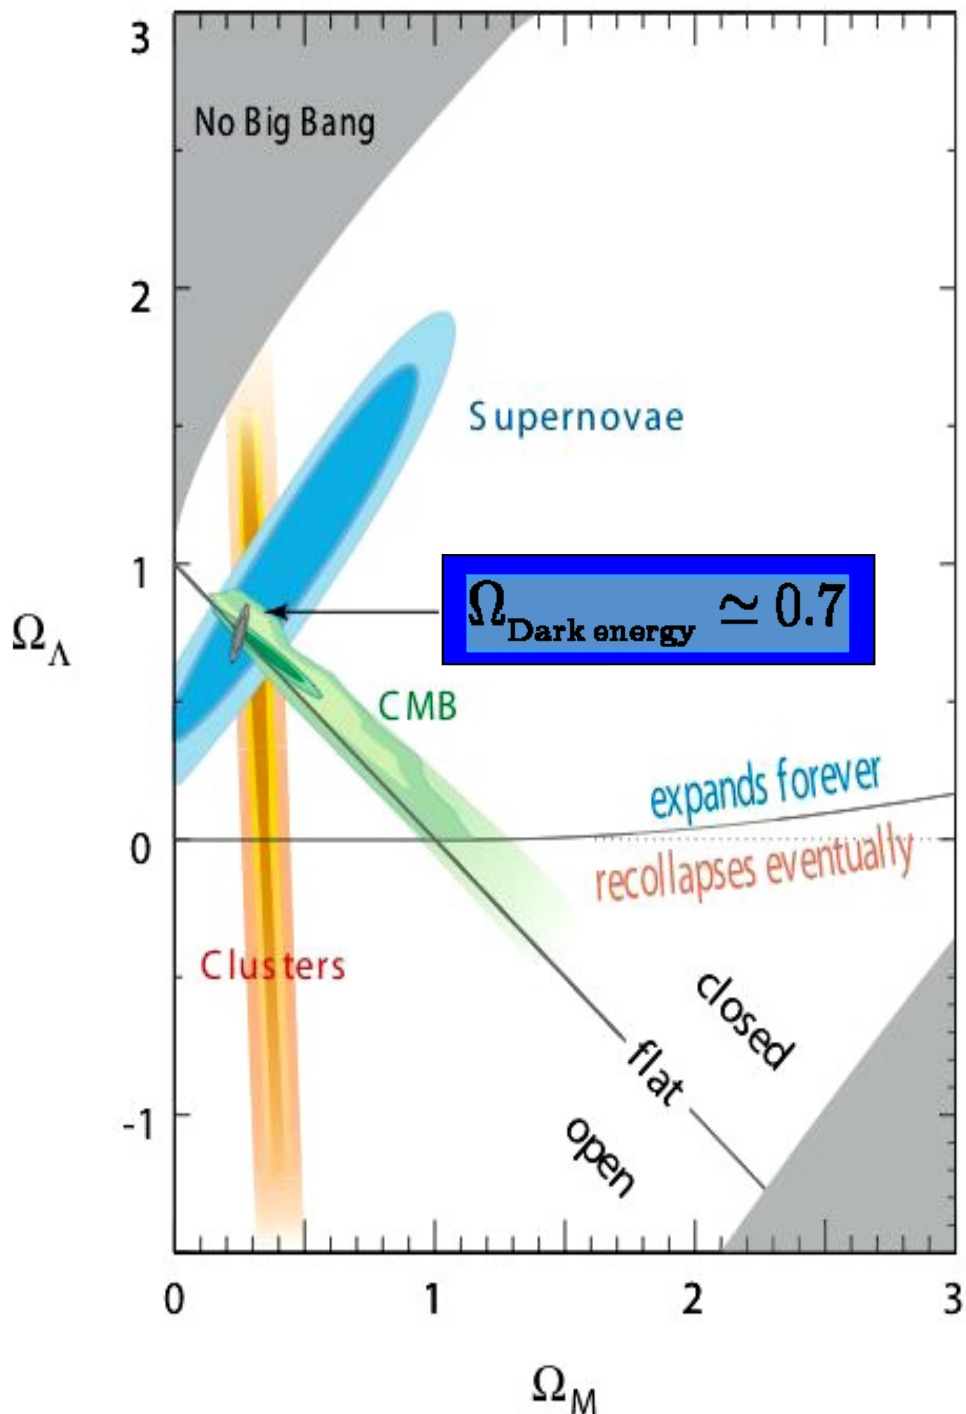 3
No Big Bang
2
Supernovae
1
Ω_Λ
Ω_Dark energy ≃ 0.7
CMB
expands forever
0
recollapses eventually
Clusters
closed
flat
-1
open
0 1 2 3
Ω_M